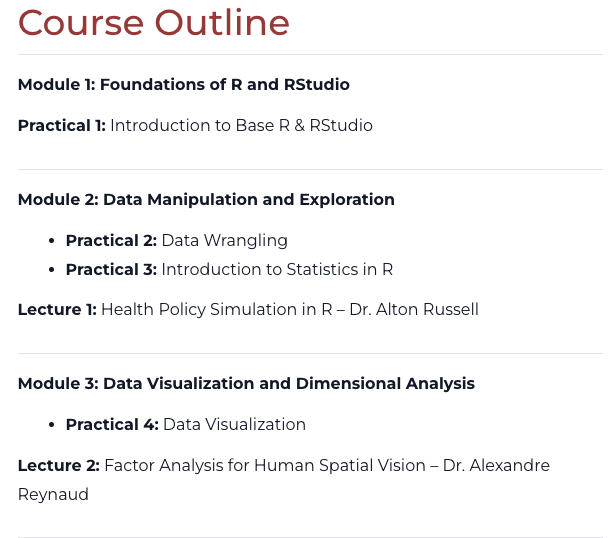 Course Outline
Module 1: Foundations of R and RStudio
Practical 1: Introduction to Base R & RStudio
Module 2: Data Manipulation and Exploration
• Practical 2: Data Wrangling
• Practical 3: Introduction to Statistics in R
Lecture 1: Health Policy Simulation in R – Dr. Alton Russell
Module 3: Data Visualization and Dimensional Analysis
• Practical 4: Data Visualization
Lecture 2: Factor Analysis for Human Spatial Vision – Dr. Alexandre
Reynaud